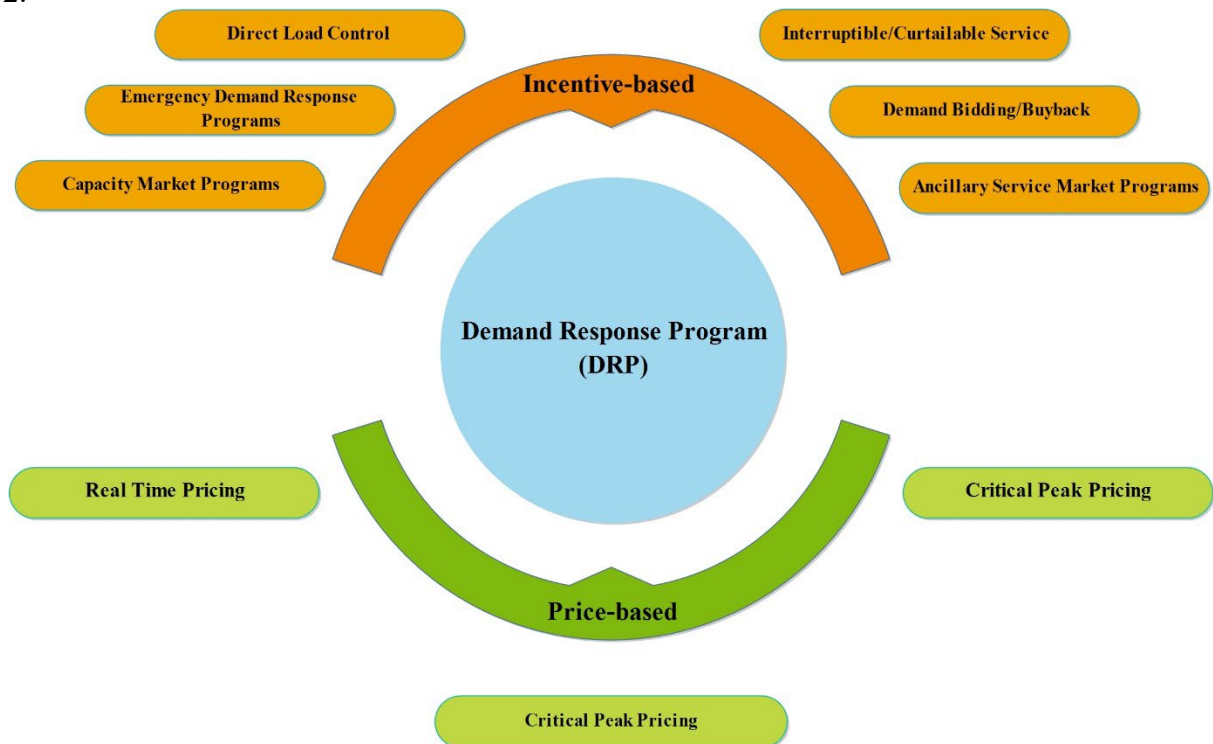 2.
Direct Load Control
Interruptible/Curtailable Service
Incentive-based
Emergency Demand Response
Programs
Demand Bidding/Buyback
Capacity Market Programs
Ancillary Service Market Programs
Demand Response Program
(DRP)
Real Time Pricing
Critical Peak Pricing
Price-based
Critical Peak Pricing